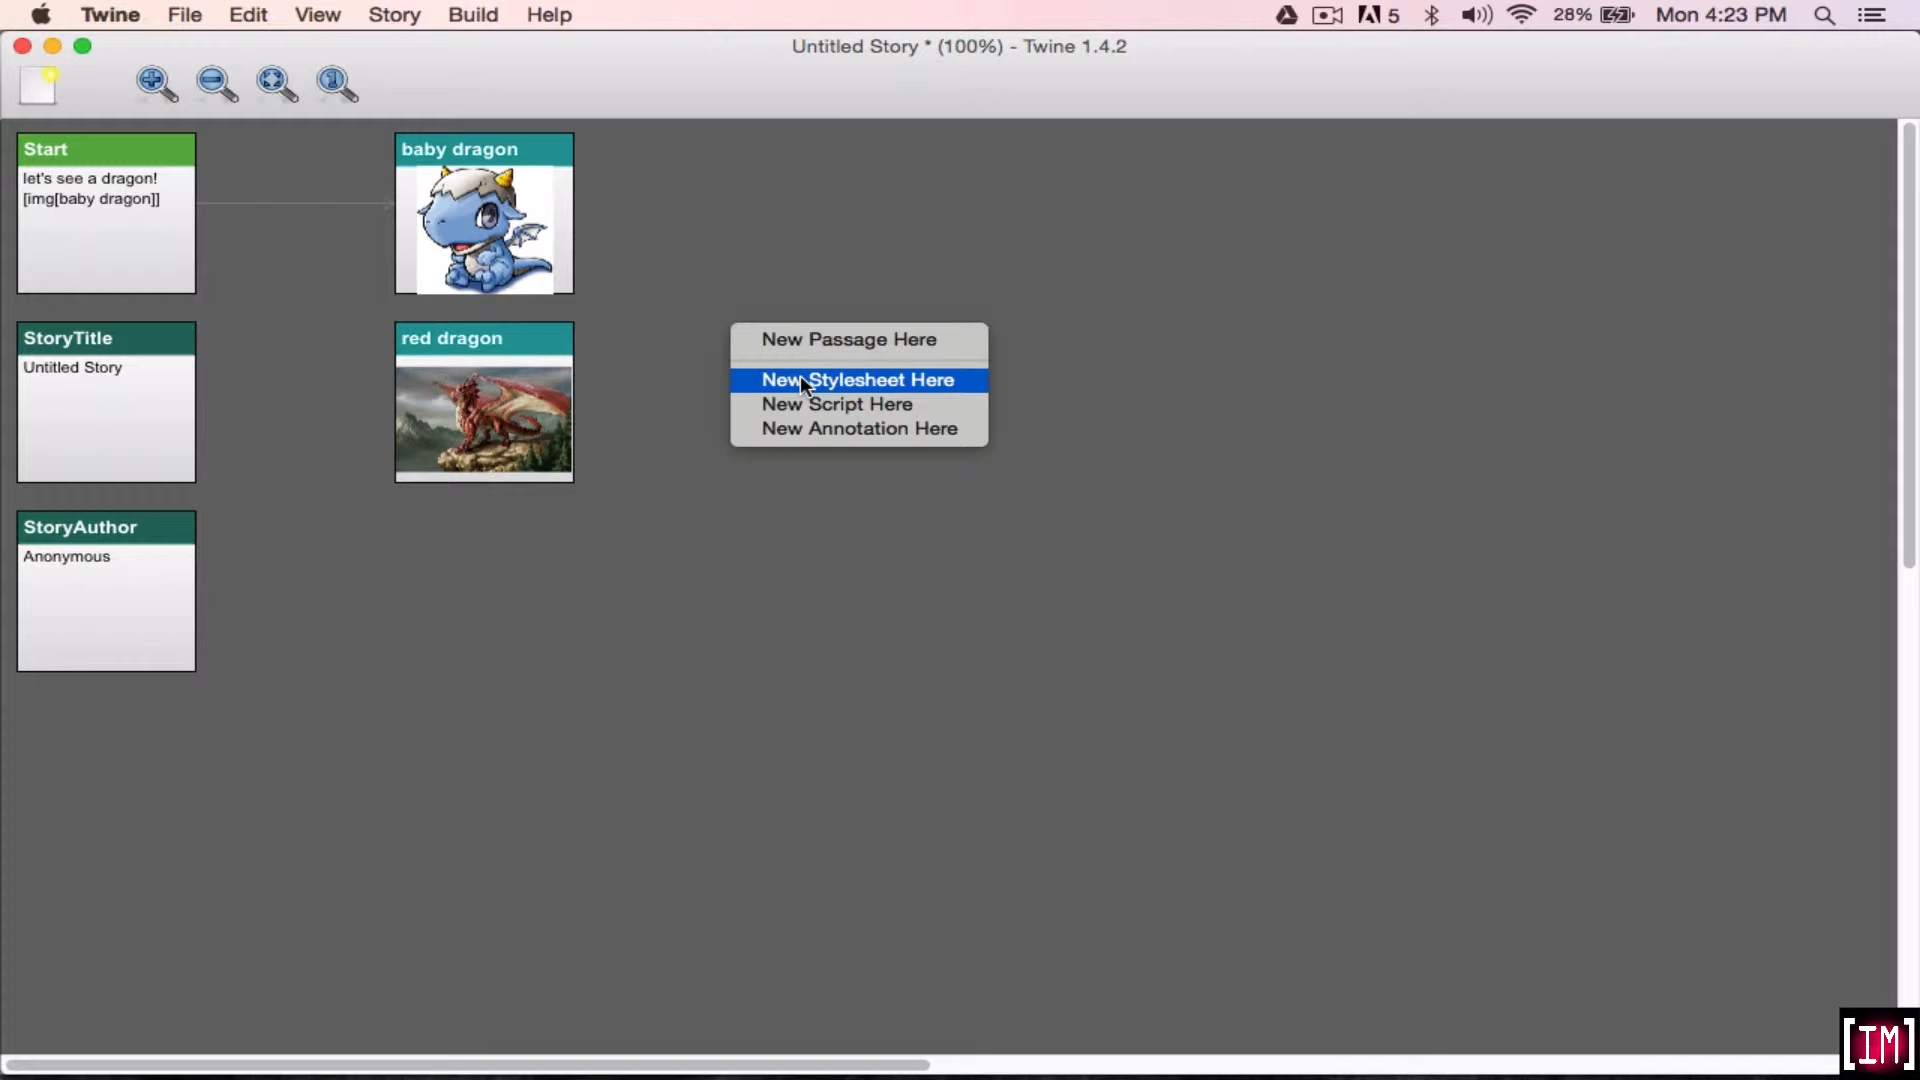 Twine File Edit View Story Build Help
5 28% Mon 4:23 PM
Untitled Story * (100%) - Twine 1.4.2
1
Start
let's see a dragon!
[img[baby dragon]]
baby dragon
StoryTitle
Untitled Story
red dragon
New Passage Here
New Stylesheet Here
New Script Here
New Annotation Here
StoryAuthor
Anonymous
[IM]